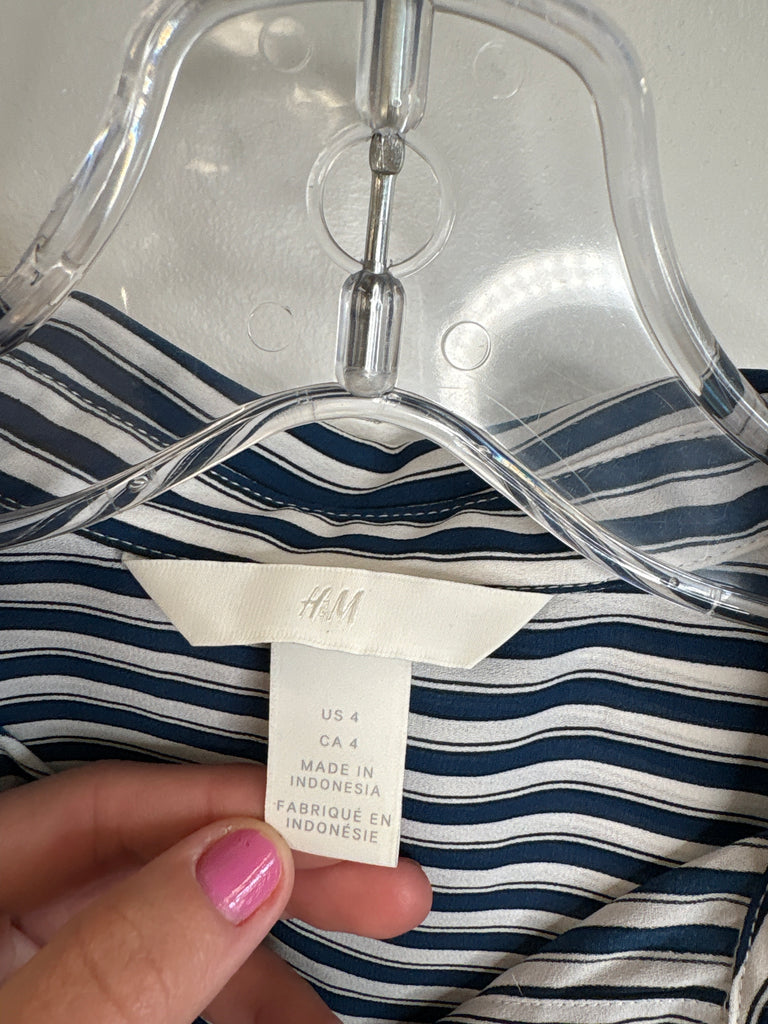 H&M
US 4
CA 4
MADE IN
INDONESIA
FABRIQUÉ EN
INDONÉSIE